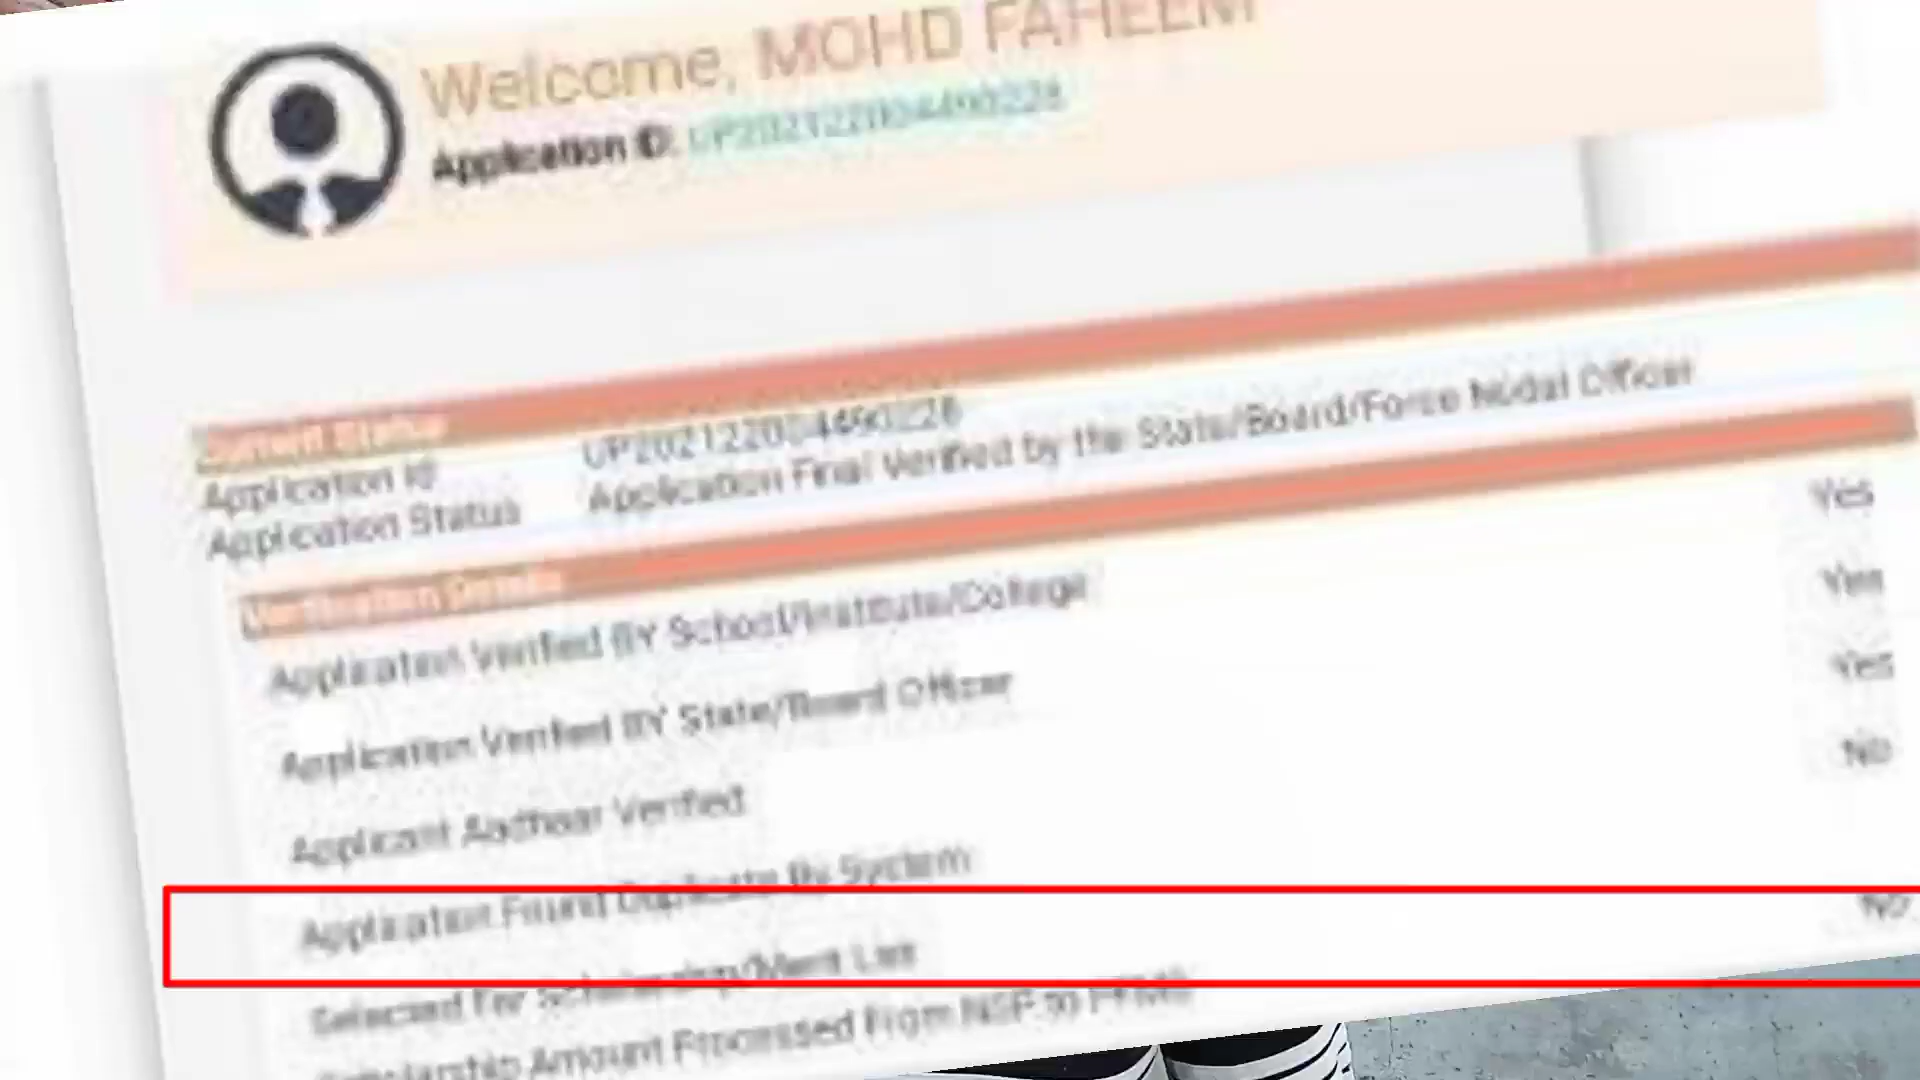 Welcome, MOHD FAHEEM
Application ID:
Current Status
Application Id
Application Status Application Final Verified by the State/Board/Force Nodal Officer
Verification Details
Application Verified BY School/Institute/College Yes
Application Verified BY State/Board Officer Yes
Applicant Aadhaar Verified Yes
Application Found Duplicate By System No
Selected For Scholarship/Merit List No
Scholarship Amount Processed From NSP to PFMS